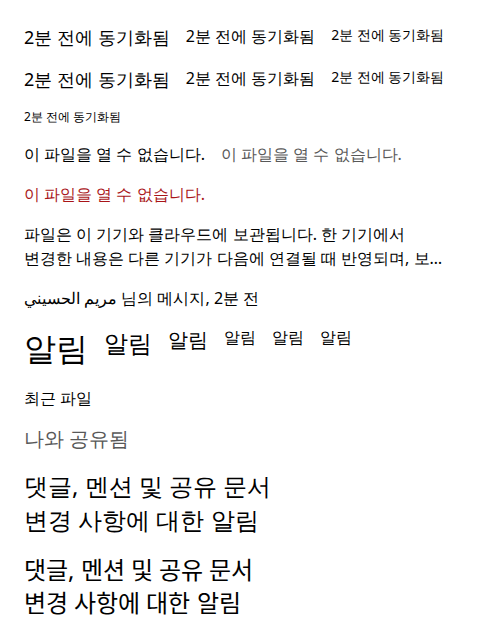 2분 전에 동기화됨 2분 전에 동기화됨 2분 전에 동기화됨
2분 전에 동기화됨 2분 전에 동기화됨 2분 전에 동기화됨
2분 전에 동기화됨
이 파일을 열 수 없습니다. 이 파일을 열 수 없습니다.
이 파일을 열 수 없습니다.
파일은 이 기기와 클라우드에 보관됩니다. 한 기기에서
변경한 내용은 다른 기기가 다음에 연결될 때 반영되며, 보...
مريم الحسيني 님의 메시지, 2분 전
알림 알림 알림 알림 알림 알림
최근 파일
나와 공유됨
댓글, 멘션 및 공유 문서
변경 사항에 대한 알림
댓글, 멘션 및 공유 문서
변경 사항에 대한 알림